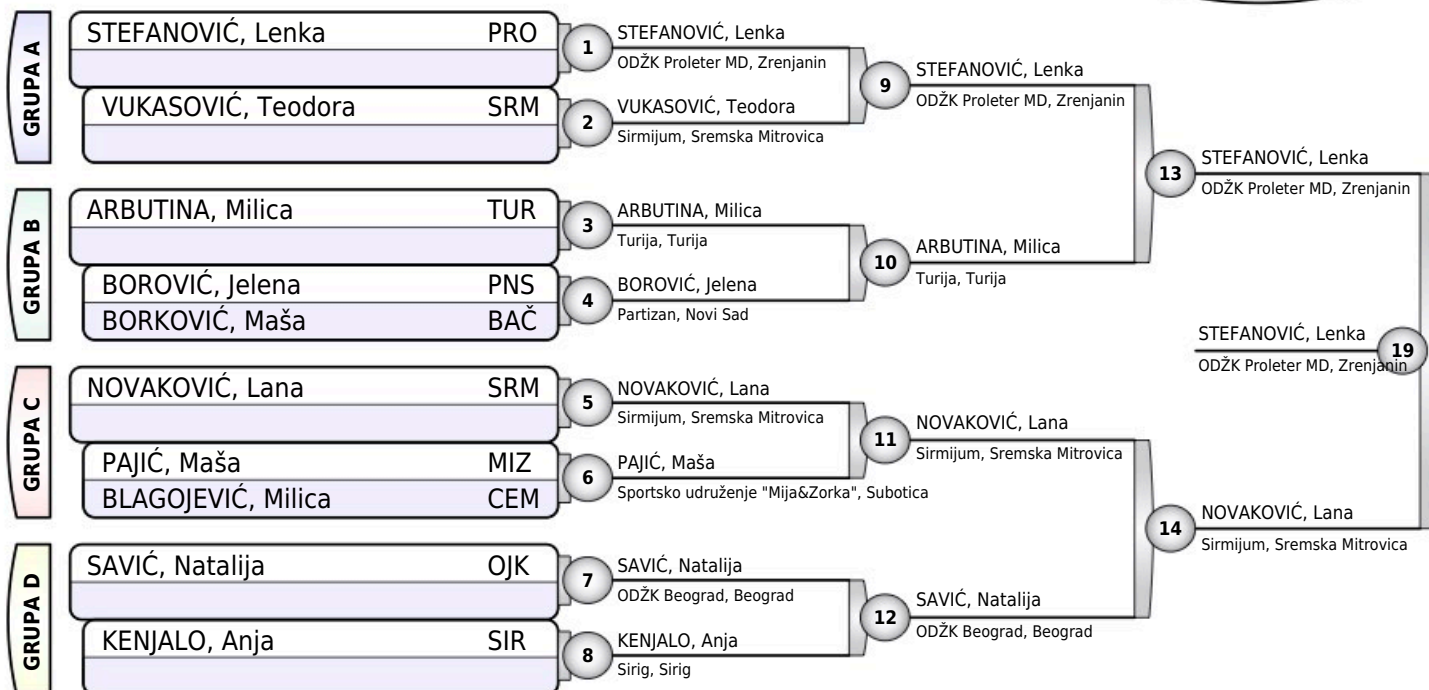 GRUPA A
STEFANOVIĆ, Lenka PRO
VUKASOVIĆ, Teodora SRM
1
STEFANOVIĆ, Lenka
ODŽK Proleter MD, Zrenjanin
2
VUKASOVIĆ, Teodora
Sirmijum, Sremska Mitrovica
9
STEFANOVIĆ, Lenka
ODŽK Proleter MD, Zrenjanin
GRUPA B
ARBUTINA, Milica TUR
BOROVIĆ, Jelena PNS
BORKOVIĆ, Maša BAČ
3
ARBUTINA, Milica
Turija, Turija
4
BOROVIĆ, Jelena
Partizan, Novi Sad
10
ARBUTINA, Milica
Turija, Turija
13
STEFANOVIĆ, Lenka
ODŽK Proleter MD, Zrenjanin
STEFANOVIĆ, Lenka
ODŽK Proleter MD, Zrenjanin
19
GRUPA C
NOVAKOVIĆ, Lana SRM
PAJIĆ, Maša MIZ
BLAGOJEVIĆ, Milica CEM
5
NOVAKOVIĆ, Lana
Sirmijum, Sremska Mitrovica
6
PAJIĆ, Maša
Sportsko udruženje "Mija&Zorka", Subotica
11
NOVAKOVIĆ, Lana
Sirmijum, Sremska Mitrovica
GRUPA D
SAVIĆ, Natalija OJK
KENJALO, Anja SIR
7
SAVIĆ, Natalija
ODŽK Beograd, Beograd
8
KENJALO, Anja
Sirig, Sirig
12
SAVIĆ, Natalija
ODŽK Beograd, Beograd
14
NOVAKOVIĆ, Lana
Sirmijum, Sremska Mitrovica